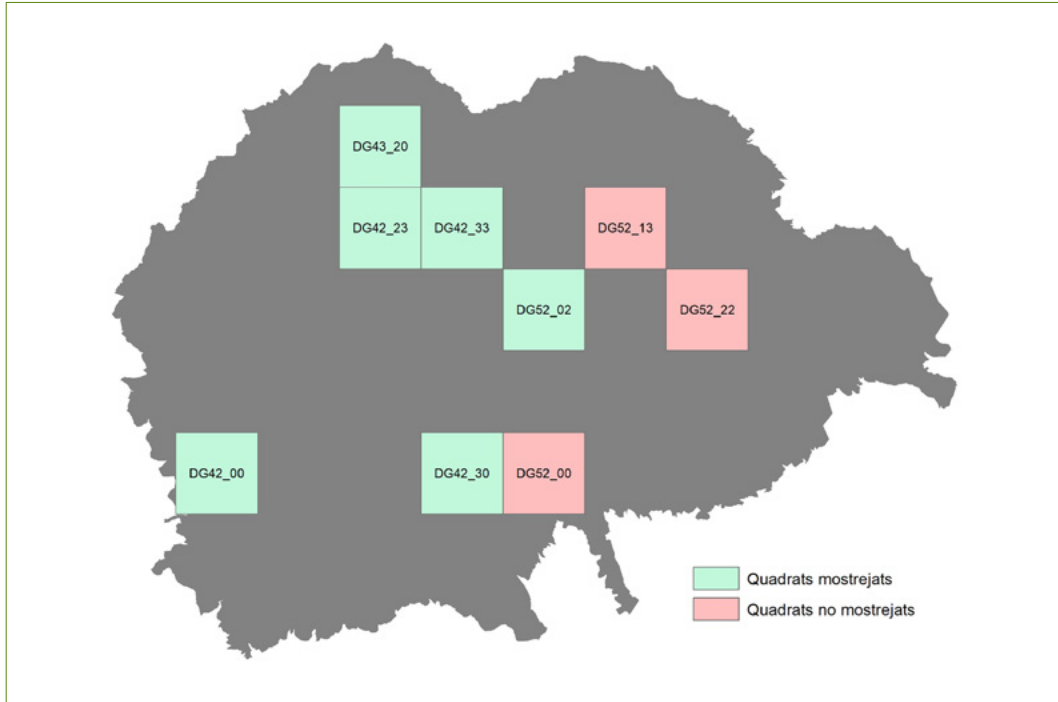 DG43_20
DG42_23 DG42_33 DG52_13
DG52_02 DG52_22
DG42_00 DG42_30 DG52_00
Quadrats mostrejats
Quadrats no mostrejats